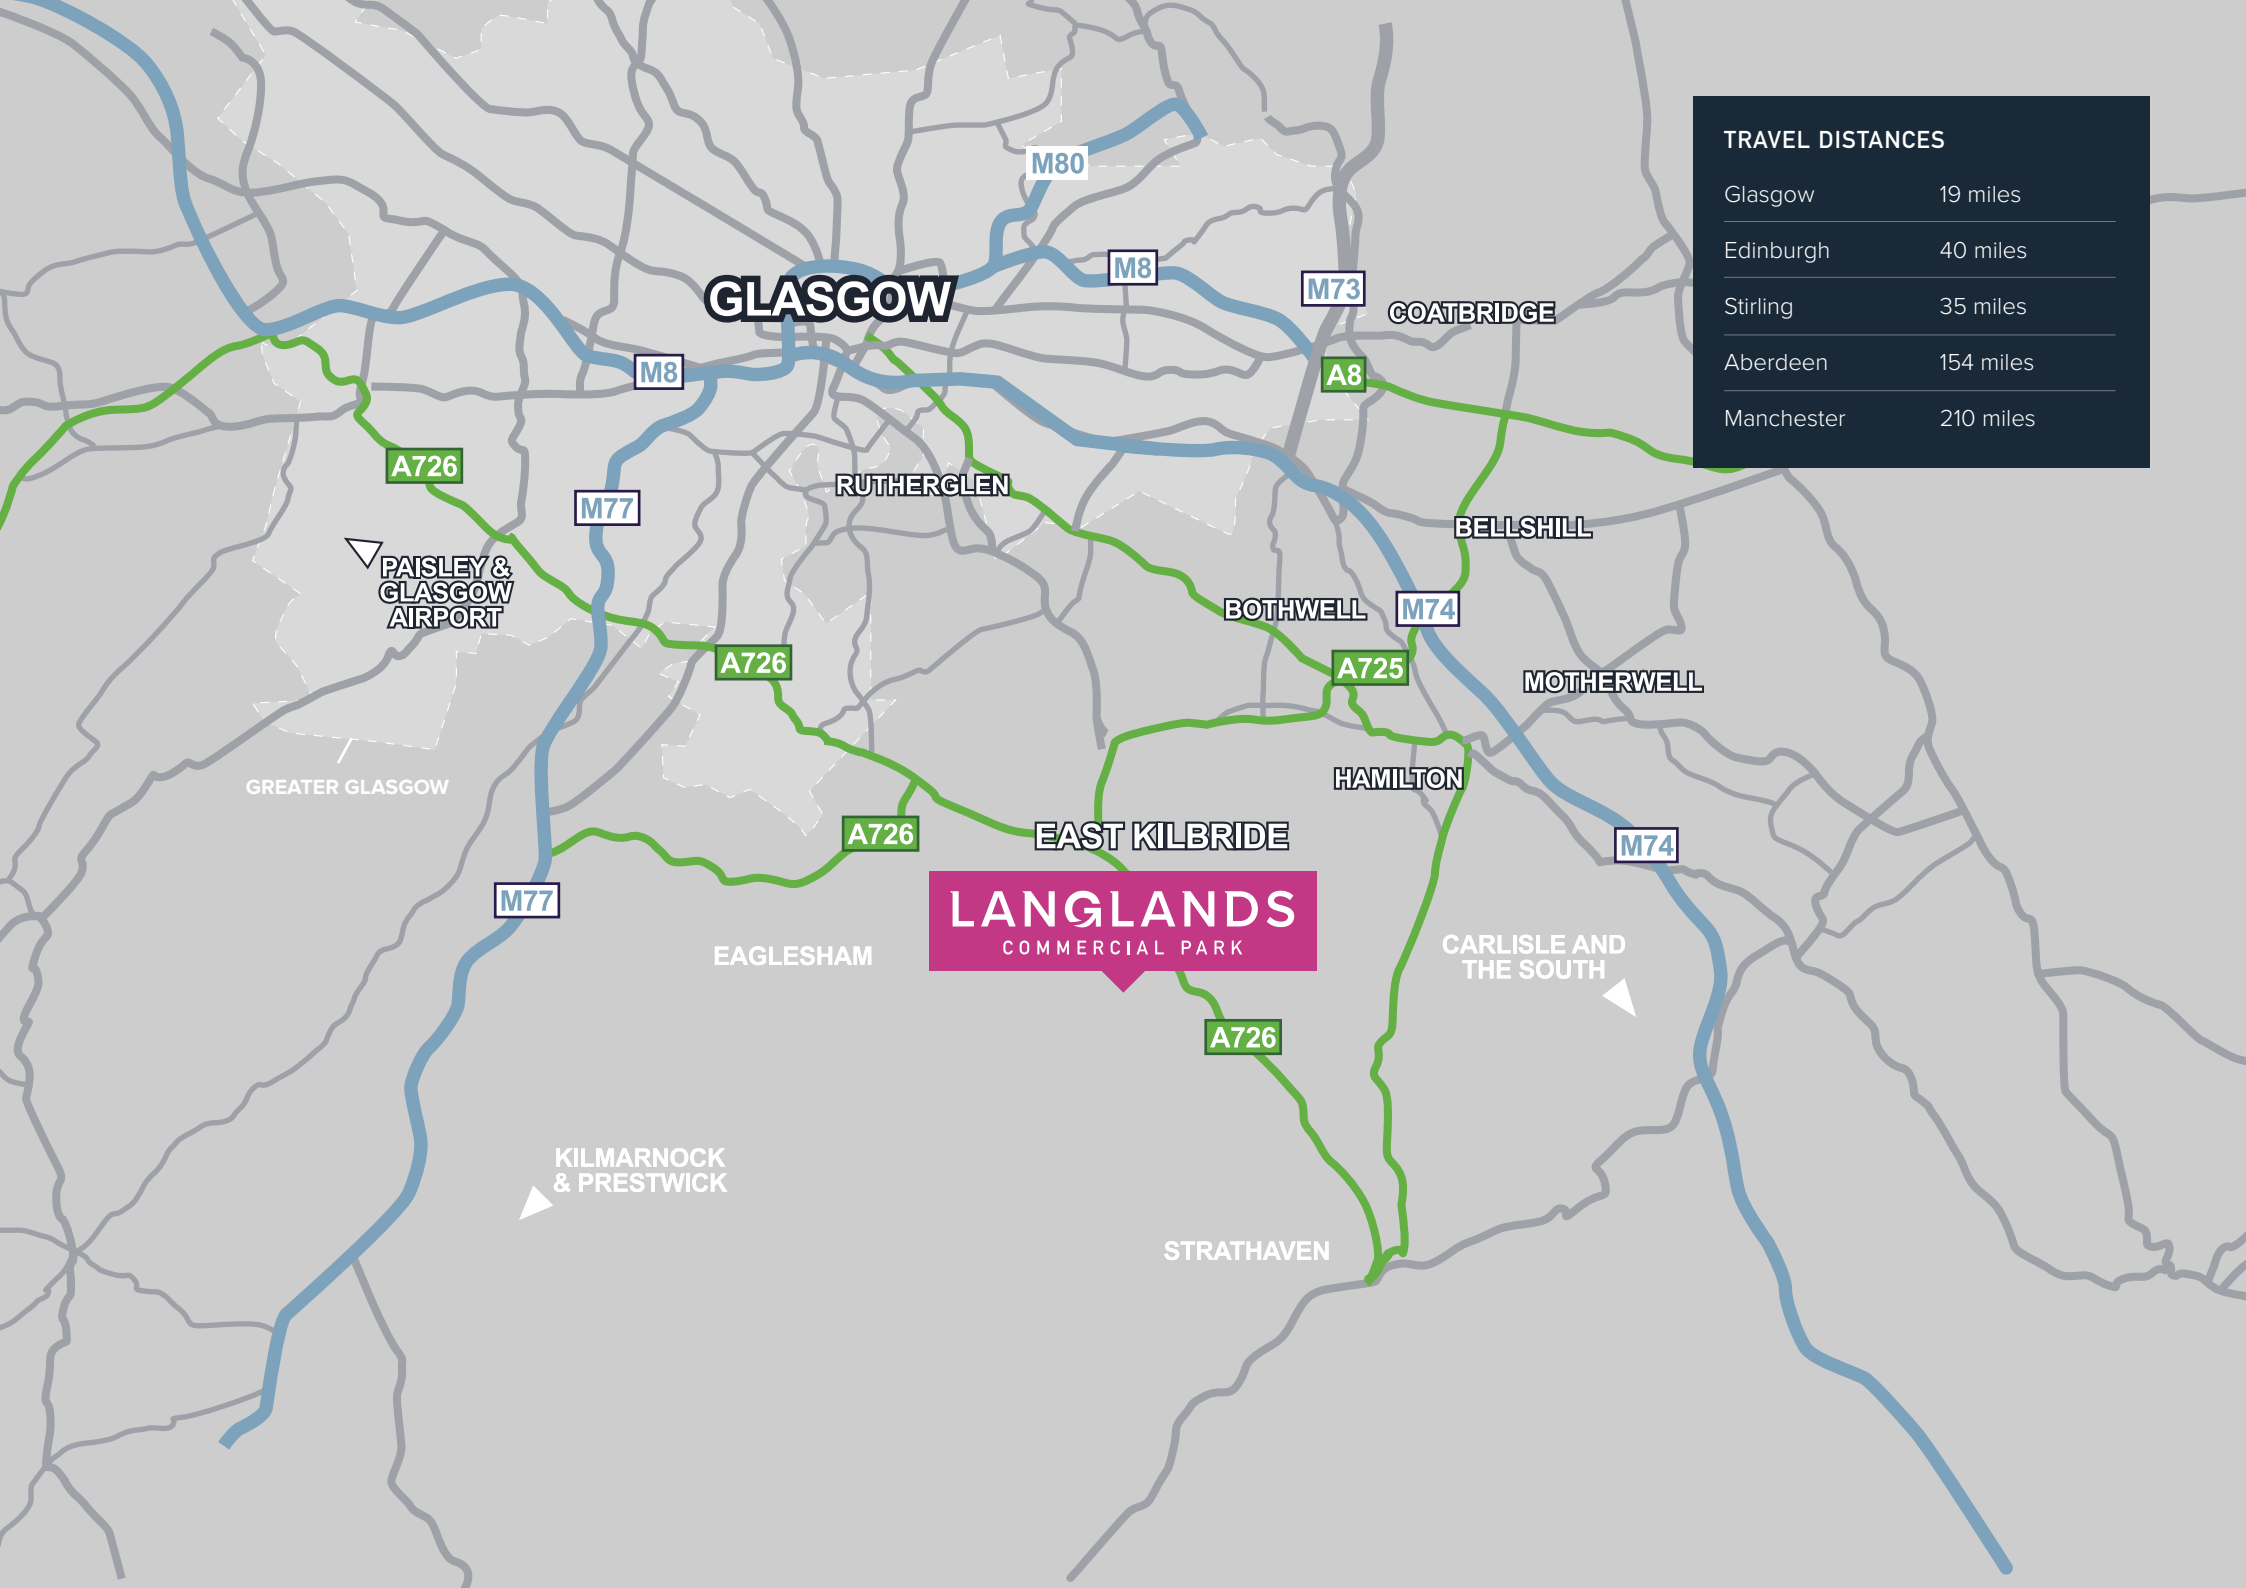 M80
TRAVEL DISTANCES
Glasgow 19 miles
Edinburgh 40 miles
Stirling 35 miles
Aberdeen 154 miles
Manchester 210 miles
M8
M73
GLASGOW
COATBRIDGE
M8
A8
A726
RUTHERGLEN
M77
BELLSHILL
PAISLEY &
GLASGOW
AIRPORT
BOTHWELL
M74
A726
A725
MOTHERWELL
GREATER GLASGOW
HAMILTON
A726
EAST KILBRIDE
M74
M77
LANGLANDS
COMMERCIAL PARK
EAGLESHAM
CARLISLE AND
THE SOUTH
A726
KILMARNOCK
& PRESTWICK
STRATHAVEN